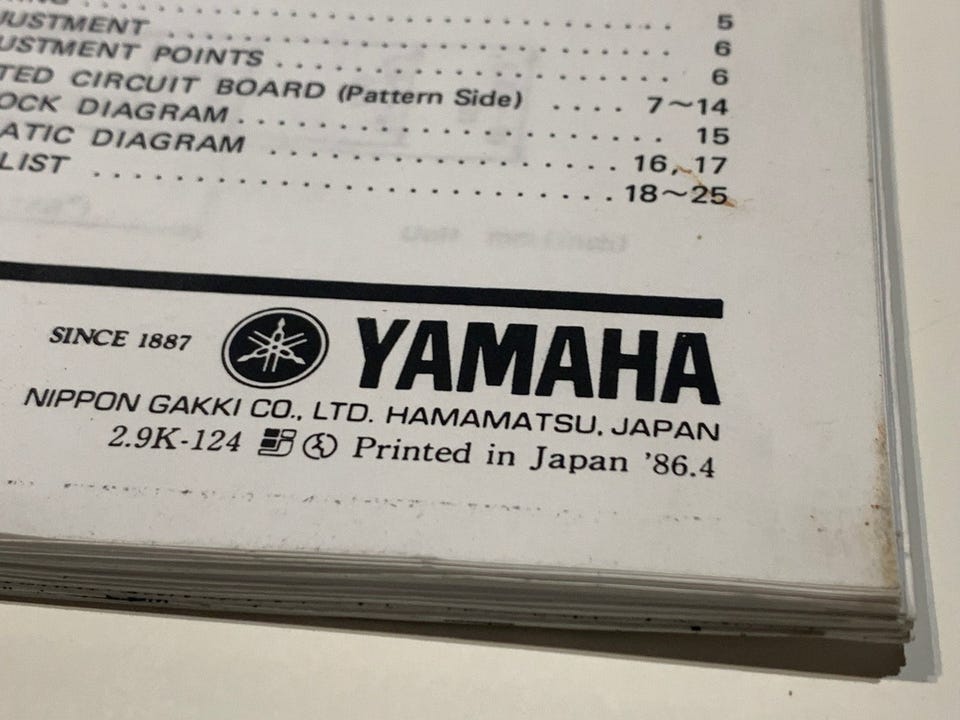 5
JUSTMENT . . . . . . . . . . . . . . . . . . . . . . 6
USTMENT POINTS . . . . . . . . . . . . . . . . . . 6
TED CIRCUIT BOARD (Pattern Side) . . . . 7~14
OCK DIAGRAM . . . . . . . . . . . . . . . . . . . 15
ATIC DIAGRAM . . . . . . . . . . . . . . . . 16, 17
LIST . . . . . . . . . . . . . . . . . . . . . . . . 18~25
SINCE 1887 YAMAHA
NIPPON GAKKI CO., LTD. HAMAMATSU, JAPAN
2.9K-124 Printed in Japan '86.4